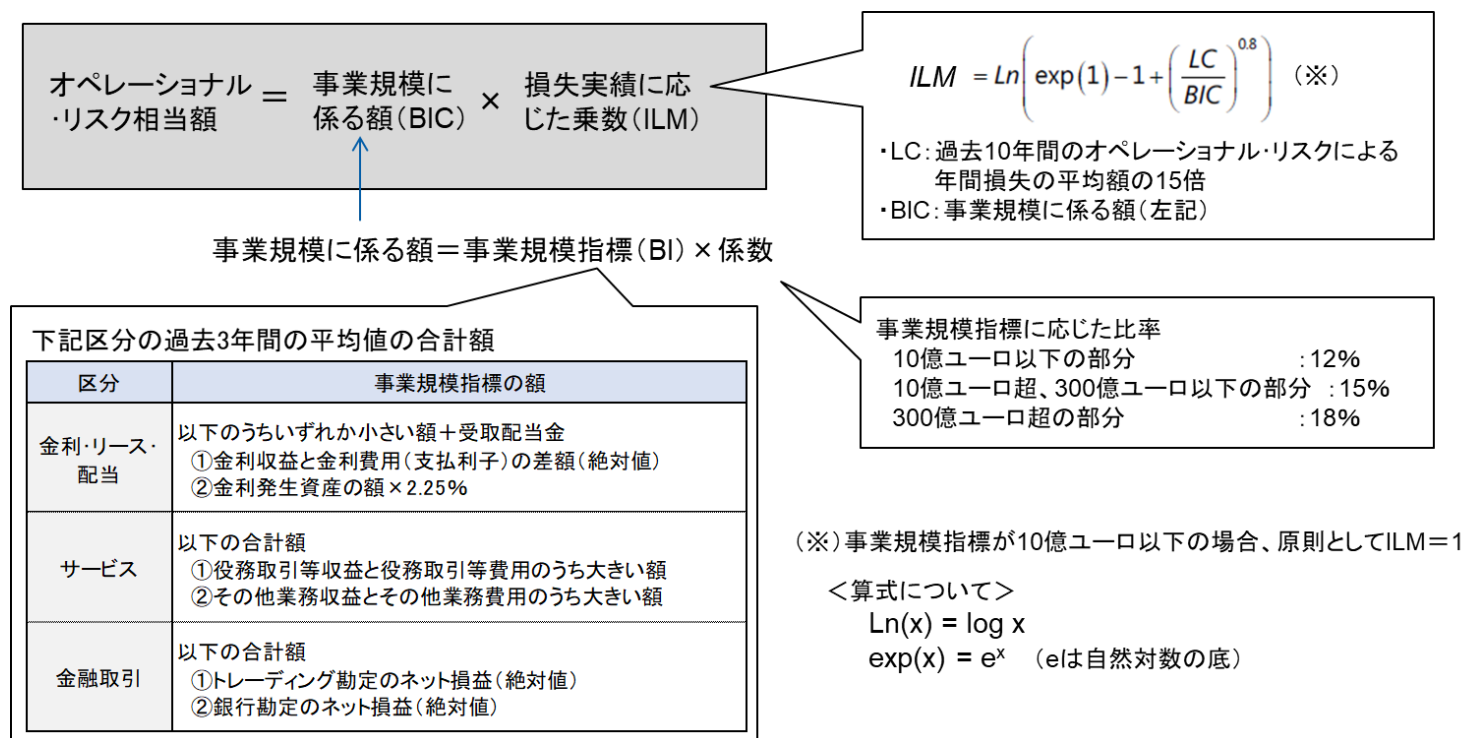 オペレーショナル
・リスク相当額
＝
事業規模に
係る額（BIC）
×
損失実績に応
じた乗数（ILM）
ILM = Ln(exp(1)−1+(LC/BIC)^0.8) （※）
・LC：過去10年間のオペレーショナル・リスクによる
年間損失の平均額の15倍
・BIC：事業規模に係る額（左記）
事業規模に係る額＝事業規模指標（BI）×係数
事業規模指標に応じた比率
10億ユーロ以下の部分 ：12%
10億ユーロ超、300億ユーロ以下の部分 ：15%
300億ユーロ超の部分 ：18%
下記区分の過去3年間の平均値の合計額
区分 事業規模指標の額
金利・リース・
配当
以下のうちいずれか小さい額＋受取配当金
①金利収益と金利費用（支払利子）の差額（絶対値）
②金利発生資産の額×2.25%
サービス
以下の合計額
①役務取引等収益と役務取引等費用のうち大きい額
②その他業務収益とその他業務費用のうち大きい額
金融取引
以下の合計額
①トレーディング勘定のネット損益（絶対値）
②銀行勘定のネット損益（絶対値）
（※）事業規模指標が10億ユーロ以下の場合、原則としてILM＝1
＜算式について＞
Ln(x) = log x
exp(x) = eˣ （eは自然対数の底）